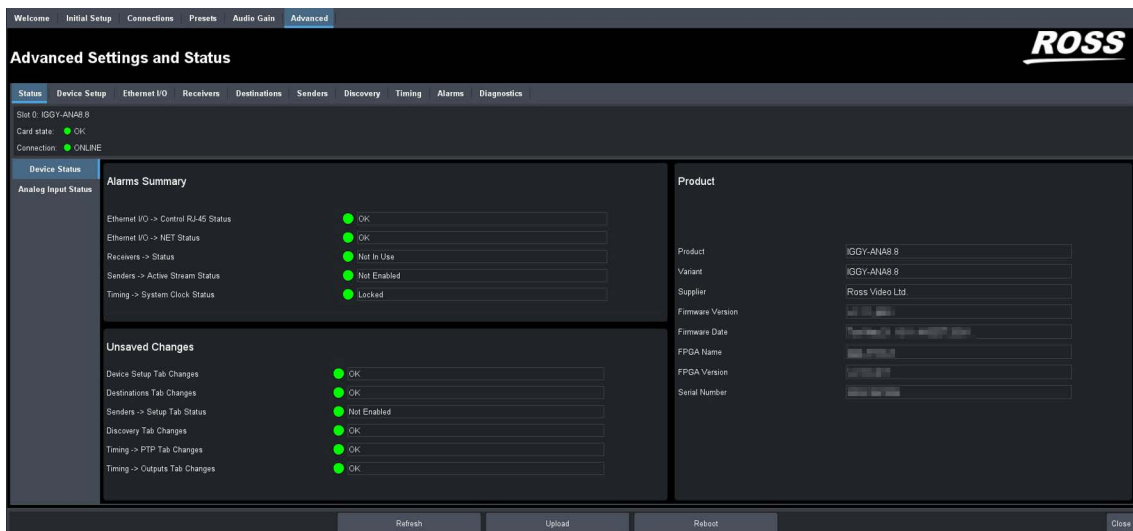 Welcome Initial Setup Connections Presets Audio Gain Advanced
ROSS
Advanced Settings and Status
Status Device Setup Ethernet I/O Receivers Destinations Senders Discovery Timing Alarms Diagnostics
Slot 0: IGGY-ANA8.8
Card state: OK
Connection: ONLINE
Device Status
Analog Input Status
Alarms Summary
Ethernet I/O -> Control RJ-45 Status OK
Ethernet I/O -> NET Status OK
Receivers -> Status Not In Use
Senders -> Active Stream Status Not Enabled
Timing -> System Clock Status Locked
Unsaved Changes
Device Setup Tab Changes OK
Destinations Tab Changes OK
Senders -> Setup Tab Status Not Enabled
Discovery Tab Changes OK
Timing -> PTP Tab Changes OK
Timing -> Outputs Tab Changes OK
Product
Product IGGY-ANA8.8
Variant IGGY-ANA8.8
Supplier Ross Video Ltd.
Firmware Version
Firmware Date
FPGA Name
FPGA Version
Serial Number
Refresh Upload Reboot Close